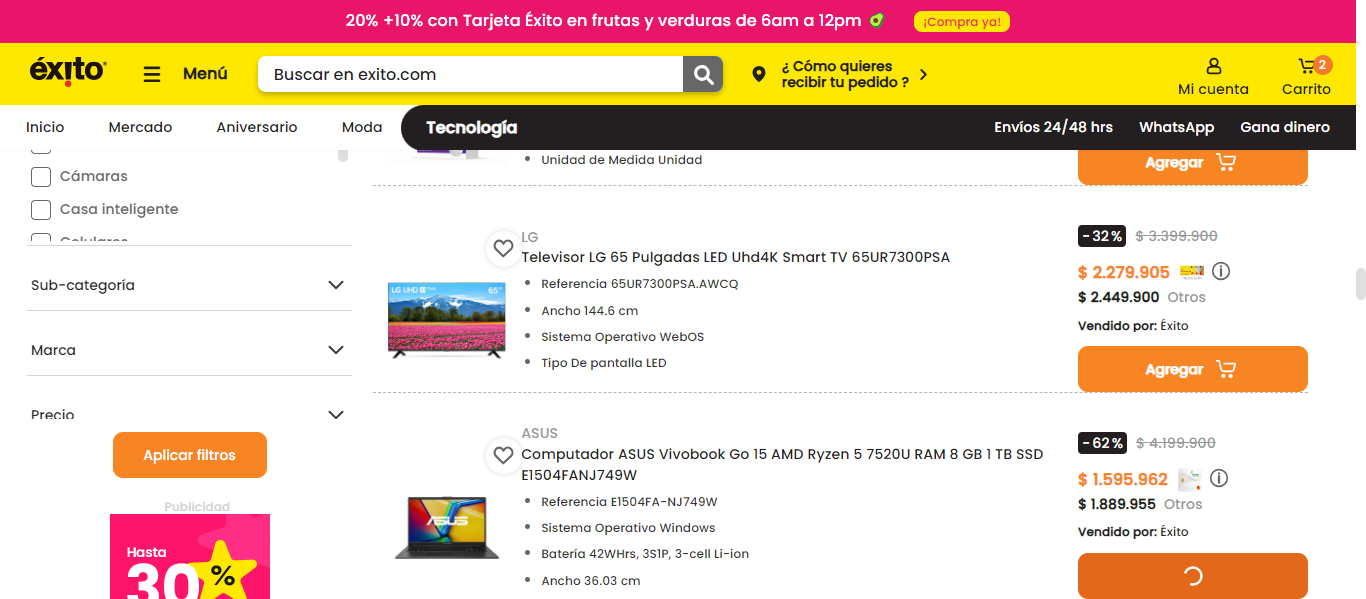 20% +10% con Tarjeta Éxito en frutas y verduras de 6am a 12pm
¡Compra ya!
éxito
Menú
Buscar en exito.com
¿ Cómo quieres
recibir tu pedido ?
Mi cuenta
2
Carrito
Inicio
Mercado
Aniversario
Moda
Tecnología
Envíos 24/48 hrs
WhatsApp
Gana dinero
Cámaras
Casa inteligente
Celulares
Sub-categoría
Marca
Precio
Aplicar filtros
Publicidad
Hasta
30%
Unidad de Medida Unidad
Agregar
LG
Televisor LG 65 Pulgadas LED Uhd4K Smart TV 65UR7300PSA
Referencia 65UR7300PSA.AWCQ
Ancho 144.6 cm
Sistema Operativo WebOS
Tipo De pantalla LED
LG UHD
65"
-32%
$ 3.399.900
$ 2.279.905
$ 2.449.900 Otros
Vendido por: Éxito
Agregar
ASUS
Computador ASUS Vivobook Go 15 AMD Ryzen 5 7520U RAM 8 GB 1 TB SSD
E1504FANJ749W
Referencia E1504FA-NJ749W
Sistema Operativo Windows
Batería 42WHrs, 3S1P, 3-cell Li-ion
Ancho 36.03 cm
ASUS
-62%
$ 4.199.900
$ 1.595.962
$ 1.889.955 Otros
Vendido por: Éxito